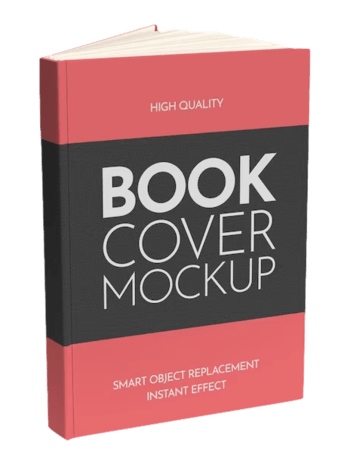 HIGH QUALITY
BOOK
COVER
MOCKUP
SMART OBJECT REPLACEMENT
INSTANT EFFECT